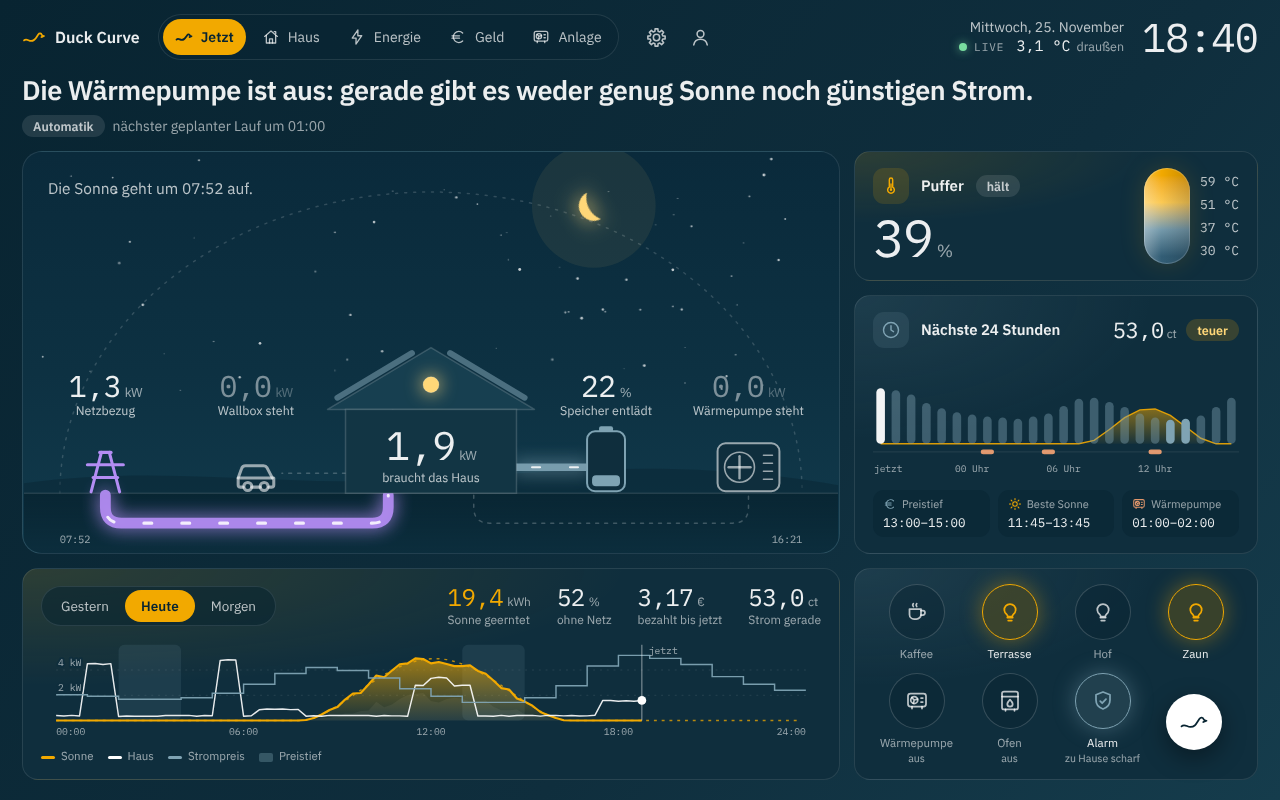 Duck Curve
Jetzt
Haus
Energie
Geld
Anlage
Mittwoch, 25. November
LIVE 3,1 °C draußen
18:40
Die Wärmepumpe ist aus: gerade gibt es weder genug Sonne noch günstigen Strom.
Automatik nächster geplanter Lauf um 01:00
Die Sonne geht um 07:52 auf.
1,3 kW
Netzbezug
0,0 kW
Wallbox steht
1,9 kW
braucht das Haus
22 %
Speicher entlädt
0,0 kW
Wärmepumpe steht
07:52
16:21
Puffer hält
39 %
59 °C
51 °C
37 °C
30 °C
Nächste 24 Stunden
53,0 ct teuer
jetzt 00 Uhr 06 Uhr 12 Uhr
Preistief
13:00–15:00
Beste Sonne
11:45–13:45
Wärmepumpe
01:00–02:00
Gestern Heute Morgen
19,4 kWh
Sonne geerntet
52 %
ohne Netz
3,17 €
bezahlt bis jetzt
53,0 ct
Strom gerade
jetzt
4 kW
2 kW
00:00 06:00 12:00 18:00 24:00
Sonne Haus Strompreis Preistief
Kaffee
Terrasse
Hof
Zaun
Wärmepumpe
aus
Ofen
aus
Alarm
zu Hause scharf